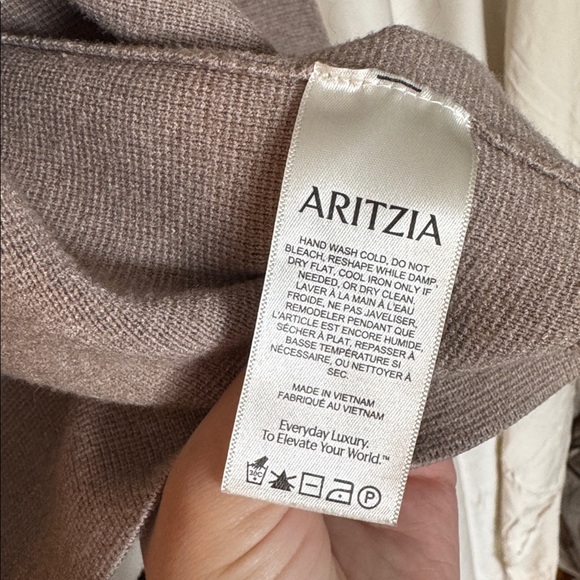 ARITZIA
HAND WASH COLD, DO NOT
BLEACH, RESHAPE WHILE DAMP,
DRY FLAT, COOL IRON ONLY IF
NEEDED, OR DRY CLEAN.
LAVER À LA MAIN À L'EAU
FROIDE, NE PAS JAVELISER,
REMODELER PENDANT QUE
L'ARTICLE EST ENCORE HUMIDE,
SÉCHER À PLAT, REPASSER À
BASSE TEMPÉRATURE SI
NÉCESSAIRE, OU NETTOYAGE À
SEC.
MADE IN VIETNAM
FABRIQUÉ AU VIETNAM
Everyday Luxury.
To Elevate Your World.™
30C P